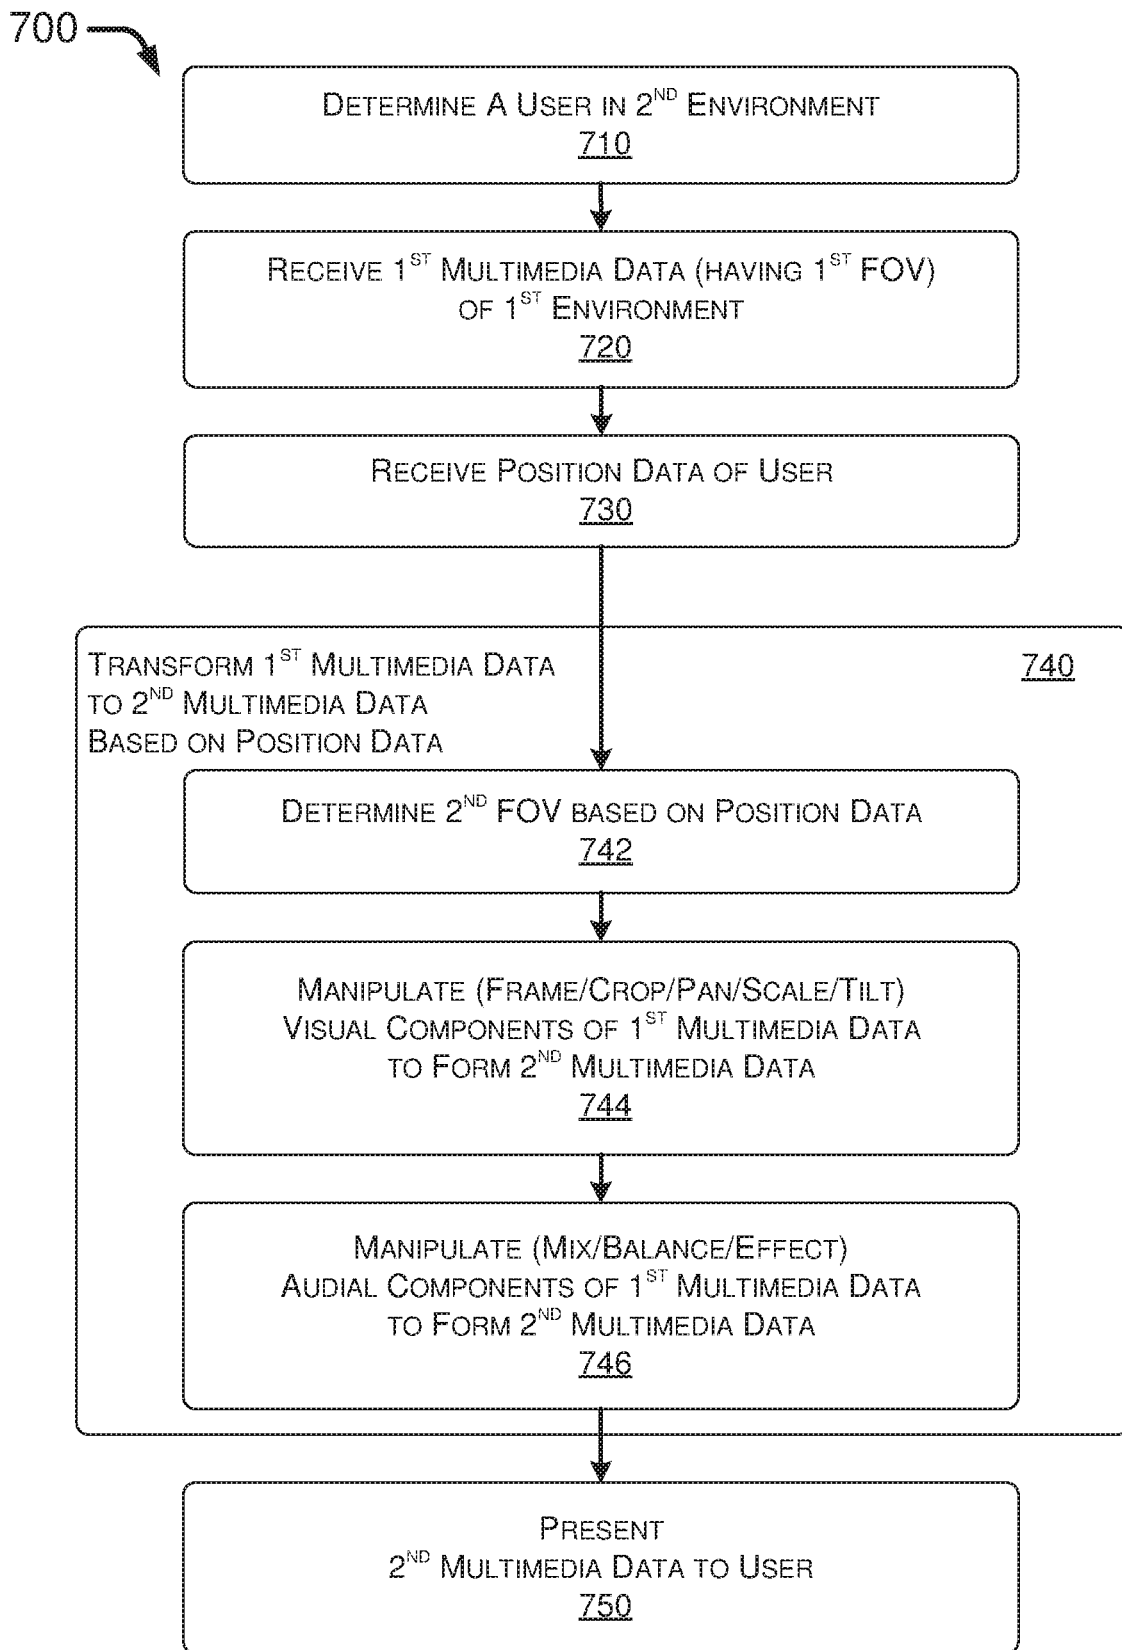 700
DETERMINE A USER IN 2ND ENVIRONMENT
710
RECEIVE 1ST MULTIMEDIA DATA (HAVING 1ST FOV)
OF 1ST ENVIRONMENT
720
RECEIVE POSITION DATA OF USER
730
TRANSFORM 1ST MULTIMEDIA DATA
TO 2ND MULTIMEDIA DATA
BASED ON POSITION DATA
740
DETERMINE 2ND FOV BASED ON POSITION DATA
742
MANIPULATE (FRAME/CROP/PAN/SCALE/TILT)
VISUAL COMPONENTS OF 1ST MULTIMEDIA DATA
TO FORM 2ND MULTIMEDIA DATA
744
MANIPULATE (MIX/BALANCE/EFFECT)
AUDIAL COMPONENTS OF 1ST MULTIMEDIA DATA
TO FORM 2ND MULTIMEDIA DATA
746
PRESENT
2ND MULTIMEDIA DATA TO USER
750